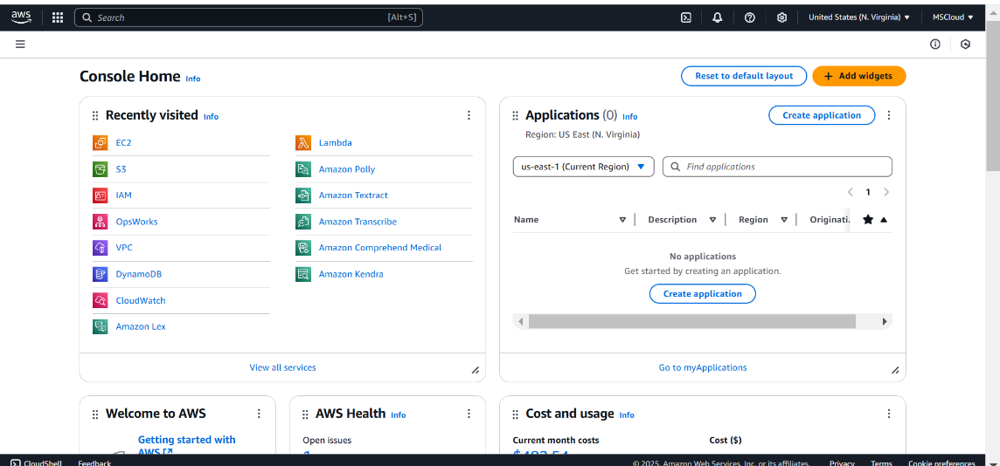 aws Search [Alt+S] United States (N. Virginia) MSCloud
Console Home Info Reset to default layout Add widgets
Recently visited Info
EC2
S3
IAM
OpsWorks
VPC
DynamoDB
CloudWatch
Amazon Lex
Lambda
Amazon Polly
Amazon Textract
Amazon Transcribe
Amazon Comprehend Medical
Amazon Kendra
View all services
Applications (0) Info Create application
Region: US East (N. Virginia)
us-east-1 (Current Region) Find applications
1
Name Description Region Originati.
No applications
Get started by creating an application.
Create application
Go to myApplications
Welcome to AWS
Getting started with
AWS
AWS Health Info
Open issues
Cost and usage Info
Current month costs Cost ($)
CloudShell Feedback © 2025, Amazon Web Services, Inc. or its affiliates. Privacy Terms Cookie preferences